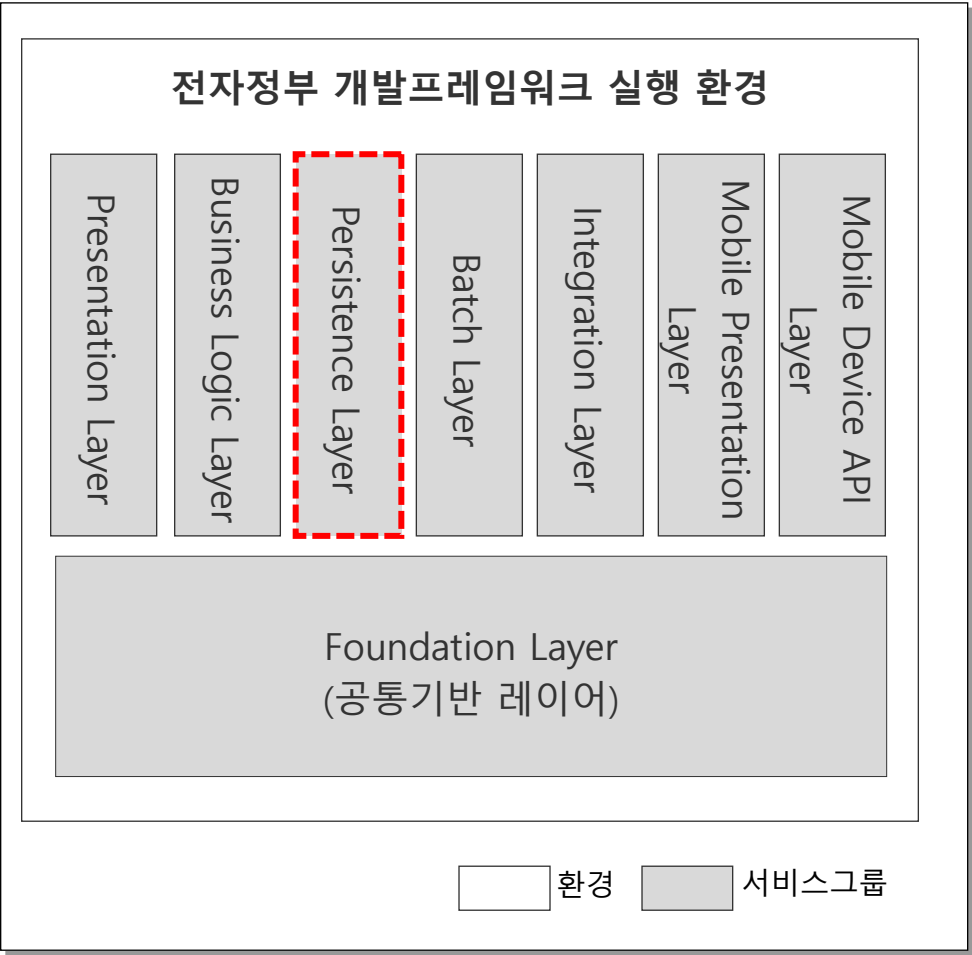 전자정부 개발프레임워크 실행 환경
Presentation Layer
Business Logic Layer
Persistence Layer
Batch Layer
Integration Layer
Mobile Presentation
Layer
Mobile Device API
Layer
Foundation Layer
(공통기반 레이어)
환경
서비스그룹